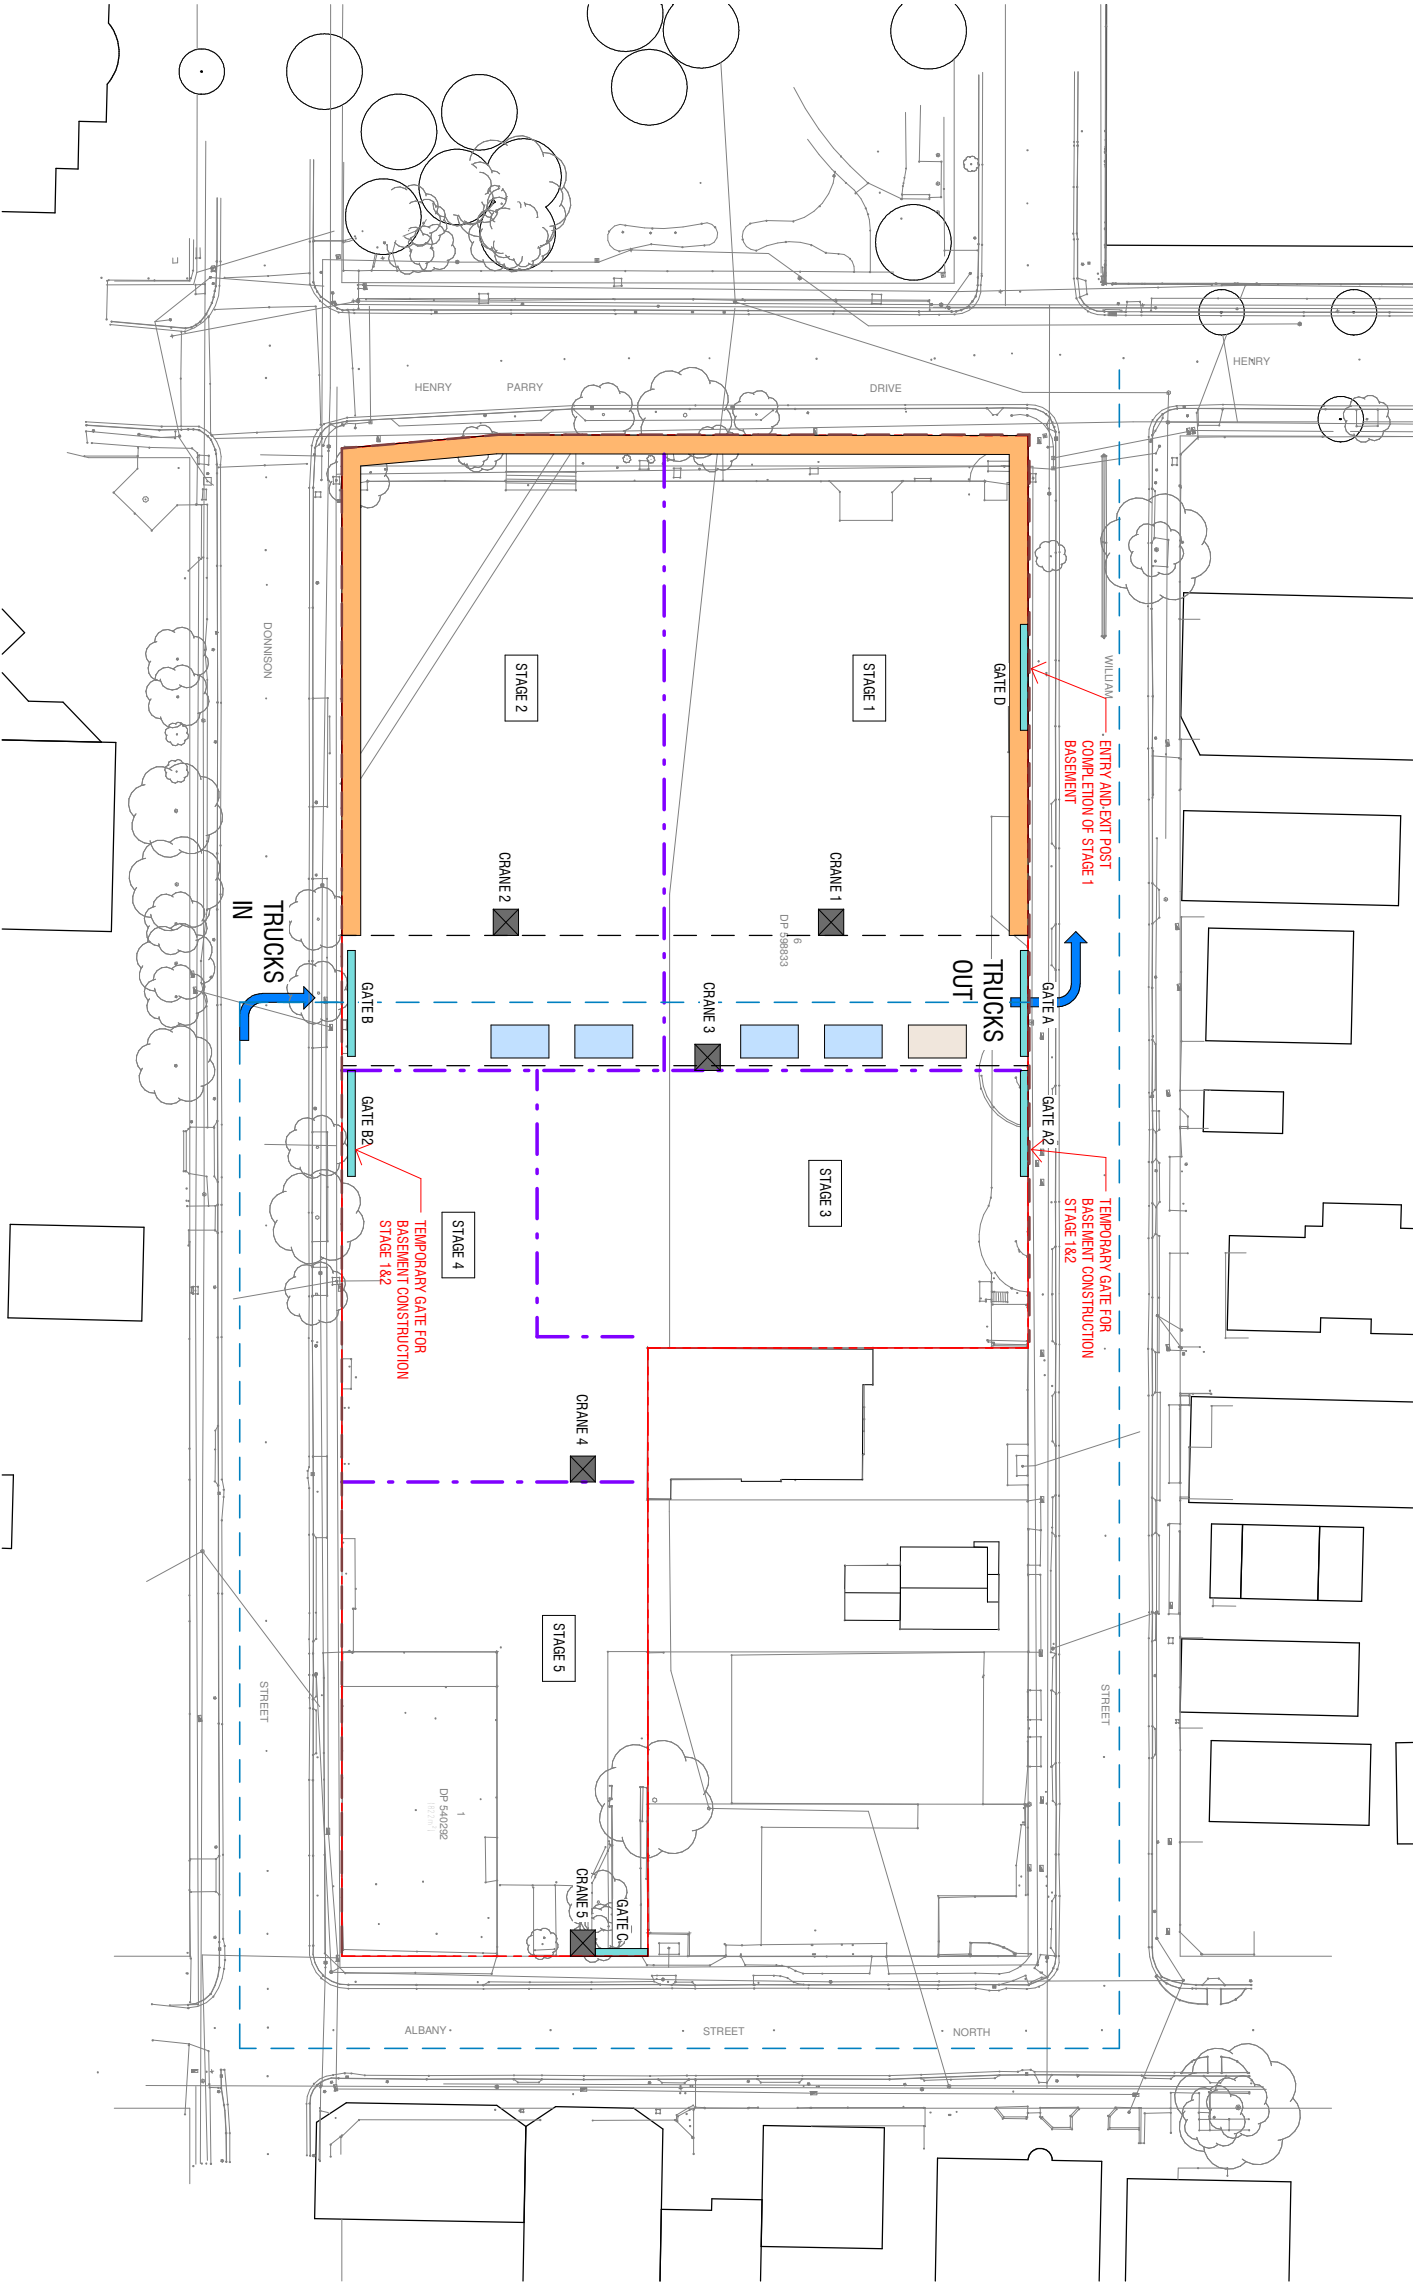 HENRY
PARRY
DRIVE
HENRY
DONNISON
WILLIAM
STAGE 2
STAGE 1
GATE D
ENTRY AND EXIT POST
COMPLETION OF STAGE 1
BASEMENT
CRANE 2
CRANE 1
6
DP 598833
TRUCKS
IN
TRUCKS
OUT
GATE B
CRANE 3
GATE A
GATE B2
GATE A2
STAGE 3
STAGE 4
TEMPORARY GATE FOR
BASEMENT CONSTRUCTION
STAGE 1&2
TEMPORARY GATE FOR
BASEMENT CONSTRUCTION
STAGE 1&2
CRANE 4
STAGE 5
STREET
STREET
1
DP 540292
CRANE 5
GATE C
ALBANY
STREET
NORTH